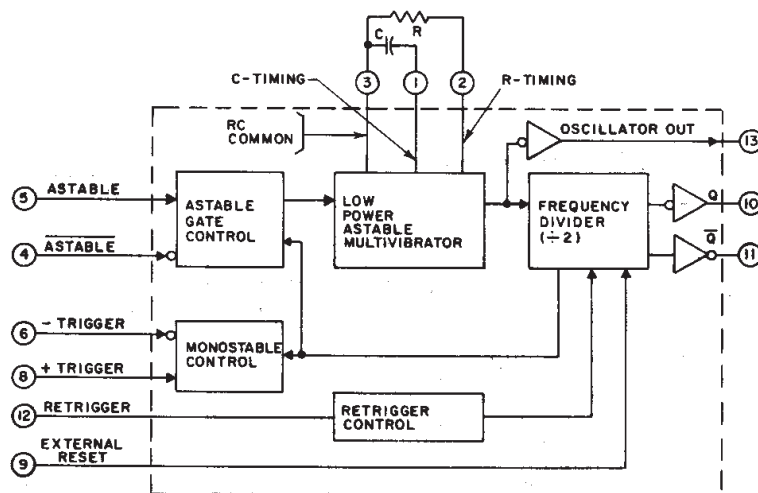 R
C
3
1
2
C-TIMING
R-TIMING
RC
COMMON
OSCILLATOR OUT
13
5
ASTABLE
ASTABLE
GATE
CONTROL
LOW
POWER
ASTABLE
MULTIVIBRATOR
FREQUENCY
DIVIDER
(÷2)
Q
10
4
A̅S̅T̅A̅B̅L̅E̅
Q̅
11
6
- TRIGGER
MONOSTABLE
CONTROL
8
+ TRIGGER
12
RETRIGGER
RETRIGGER
CONTROL
EXTERNAL
RESET
9